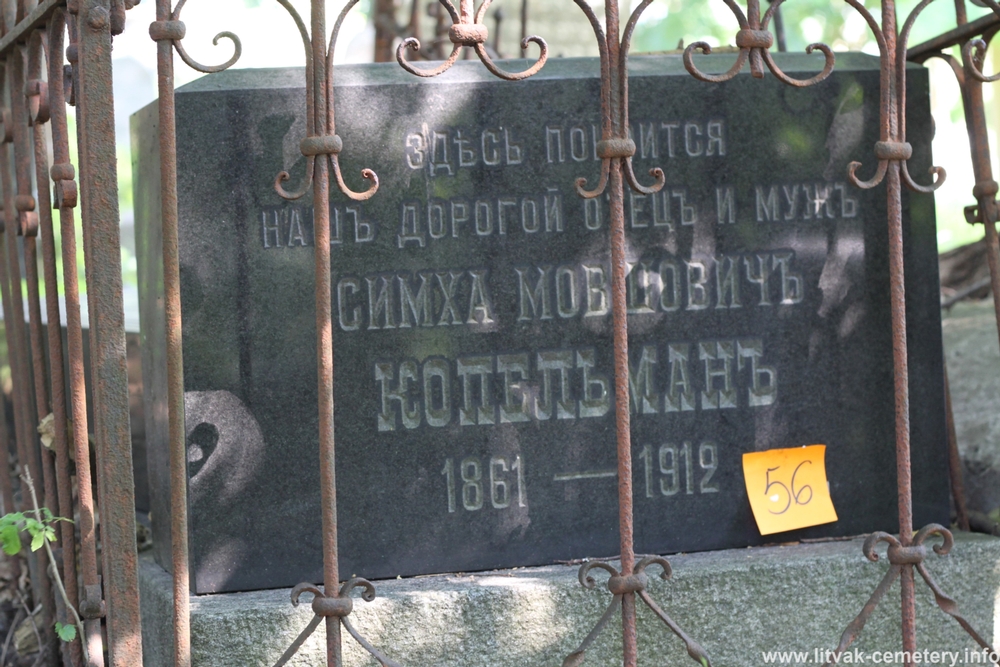 ЗДѢСЬ ПОКОИТСЯ
НАШЪ ДОРОГОЙ ОТЕЦЪ И МУЖЪ
СИМХА МОВШОВИЧЪ
КОПЕЛЬМАНЪ
1861 — 1912
56
www.litvak-cemetery.info